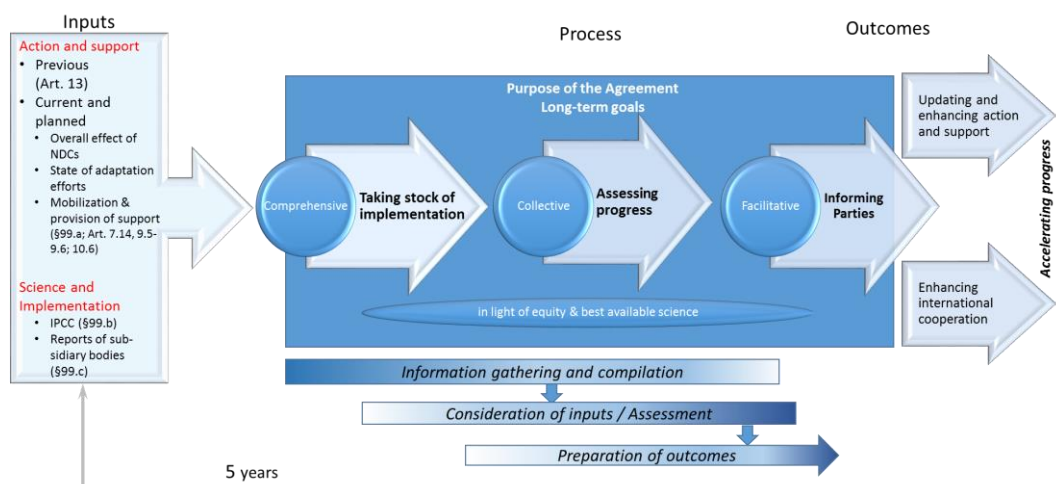 Inputs
Process
Outcomes
Action and support
• Previous
(Art. 13)
• Current and
planned
• Overall effect of
NDCs
• State of adaptation
efforts
• Mobilization &
provision of support
(§99.a; Art. 7.14, 9.5-
9.6; 10.6)
Science and
Implementation
• IPCC (§99.b)
• Reports of sub-
sidiary bodies
(§99.c)
Purpose of the Agreement
Long-term goals
Comprehensive
Taking stock of
implementation
Collective
Assessing
progress
Facilitative
Informing
Parties
in light of equity & best available science
Updating and
enhancing action
and support
Enhancing
international
cooperation
Accelerating progress
Information gathering and compilation
Consideration of inputs / Assessment
Preparation of outcomes
5 years